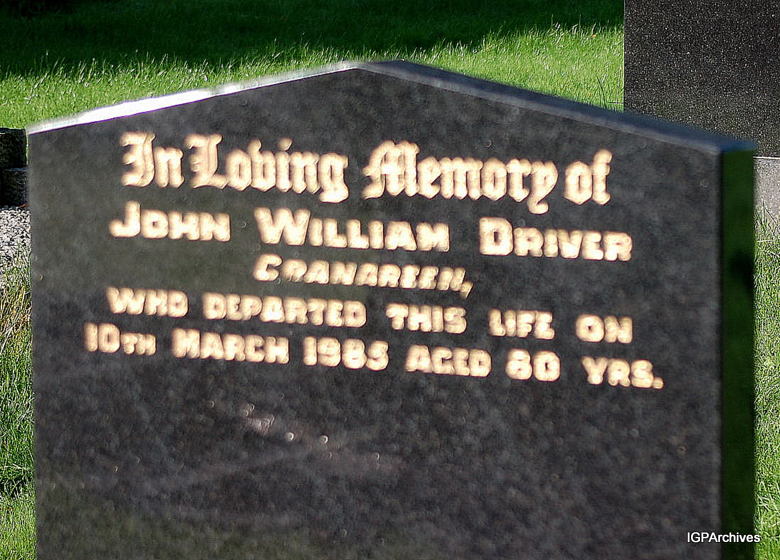 In Loving Memory of
JOHN WILLIAM DRIVER
CRANAREEN,
WHO DEPARTED THIS LIFE ON
10TH MARCH 1985 AGED 60 YRS.
IGPArchives